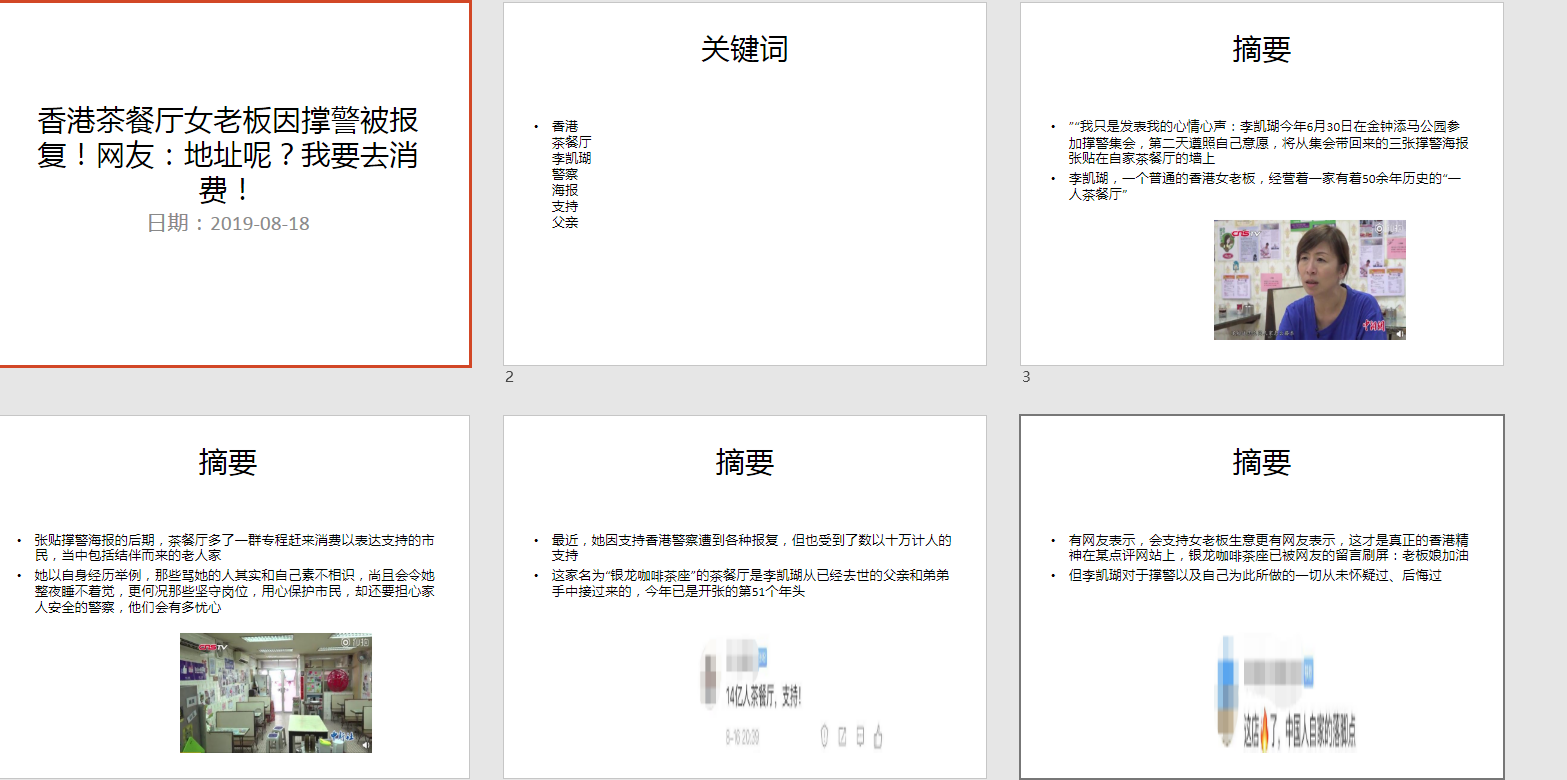 香港茶餐厅女老板因撑警被报
复！网友：地址呢？我要去消
费！
日期：2019-08-18
关键词
• 香港
茶餐厅
李凯瑚
警察
海报
支持
父亲
2
摘要
• ”“我只是发表我的心情心声：李凯瑚今年6月30日在金钟添马公园参
加撑警集会，第二天遵照自己意愿，将从集会带回来的三张撑警海报
张贴在自家茶餐厅的墙上
• 李凯瑚，一个普通的香港女老板，经营着一家有着50余年历史的“一
人茶餐厅”
中新社
3
摘要
• 张贴撑警海报的后期，茶餐厅多了一群专程赶来消费以表达支持的市
民，当中包括结伴而来的老人家
• 她以自身经历举例，那些骂她的人其实和自己素不相识，尚且会令她
整夜睡不着觉，更何况那些坚守岗位，用心保护市民，却还要担心家
人安全的警察，他们会有多忧心
CNSTV
中新社
摘要
• 最近，她因支持香港警察遭到各种报复，但也受到了数以十万计人的
支持
• 这家名为“银龙咖啡茶座”的茶餐厅是李凯瑚从已经去世的父亲和弟弟
手中接过来的，今年已是开张的第51个年头
14亿人茶餐厅，支持！
8-16 20:39
摘要
• 有网友表示，会支持女老板生意更有网友表示，这才是真正的香港精
神在某点评网站上，银龙咖啡茶座已被网友的留言刷屏：老板娘加油
• 但李凯瑚对于撑警以及自己为此所做的一切从未怀疑过、后悔过
这店🔥了，中国人自家的落脚点